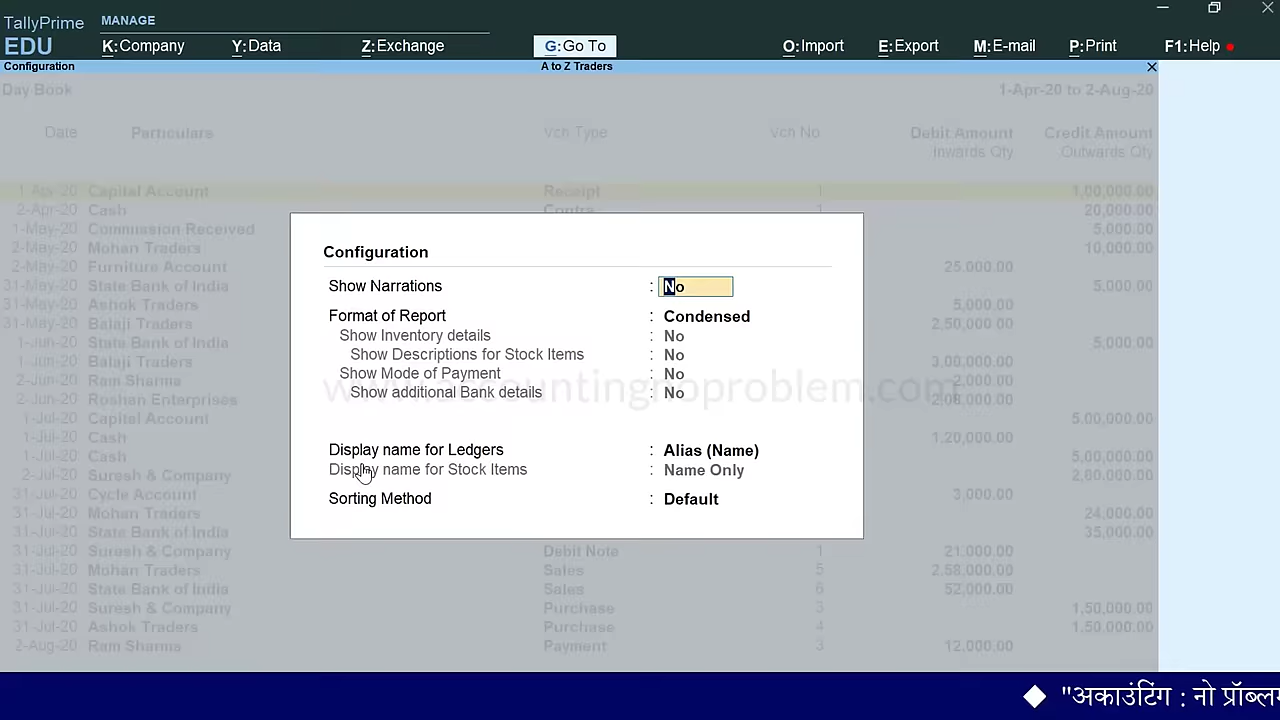 TallyPrime MANAGE
EDU K:Company Y:Data Z:Exchange G:Go To O:Import E:Export M:E-mail P:Print F1:Help
Configuration A to Z Traders
Day Book 1-Apr-20 to 2-Aug-20
Date Particulars Vch Type Vch No Debit Amount Credit Amount
Inwards Qty Outwards Qty
1-Apr-20 Capital Account Receipt 1 1,00,000.00
2-Apr-20 Cash Contra 1 20,000.00
1-May-20 Commission Received 5,000.00
2-May-20 Mohan Traders 10,000.00
2-May-20 Furniture Account 25,000.00
31-May-20 State Bank of India 5,000.00
31-May-20 Ashok Traders 5,000.00
31-May-20 Balaji Traders 2,50,000.00
1-Jun-20 State Bank of India 5,000.00
1-Jun-20 Balaji Traders 3,00,000.00
2-Jun-20 Ram Sharma 2,000.00
2-Jun-20 Roshan Enterprises
1-Jul-20 Capital Account 5,00,000.00
1-Jul-20 Cash 1,20,000.00
1-Jul-20 Cash 5,00,000.00
2-Jul-20 Suresh & Company
31-Jul-20 Cycle Account 3,000.00
31-Jul-20 Mohan Traders 24,000.00
31-Jul-20 State Bank of India 35,000.00
31-Jul-20 Suresh & Company Debit Note 1 21,000.00
31-Jul-20 Mohan Traders Sales 5 2,58,000.00
31-Jul-20 State Bank of India Sales 6 52,000.00
31-Jul-20 Suresh & Company Purchase 3 1,50,000.00
31-Jul-20 Ashok Traders Purchase 4 1,50,000.00
2-Aug-20 Ram Sharma Payment 3 12,000.00
Configuration
Show Narrations : No
Format of Report : Condensed
Show Inventory details : No
Show Descriptions for Stock Items : No
Show Mode of Payment : No
Show additional Bank details : No
www.accountingnoproblem.com
Display name for Ledgers : Alias (Name)
Display name for Stock Items : Name Only
Sorting Method : Default
◆ "अकाउंटिंग : नो